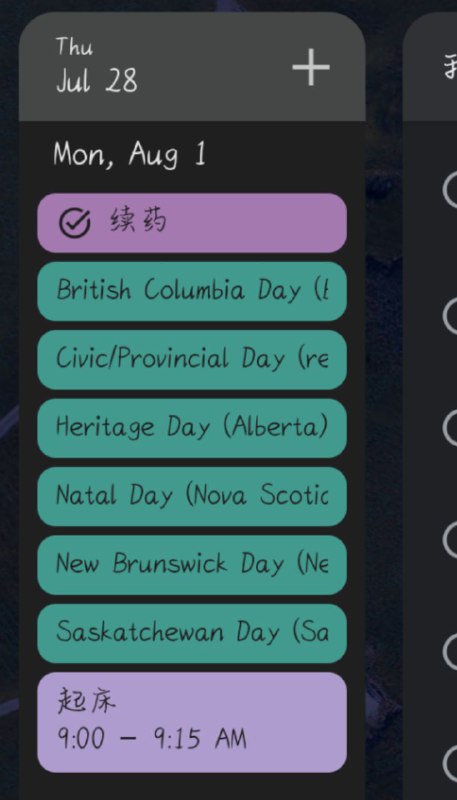 Thu
Jul 28
Mon, Aug 1
续药
British Columbia Day (
Civic/Provincial Day (re
Heritage Day (Alberta)
Natal Day (Nova Scotic
New Brunswick Day (Ne
Saskatchewan Day (Sa
起床
9:00 – 9:15 AM